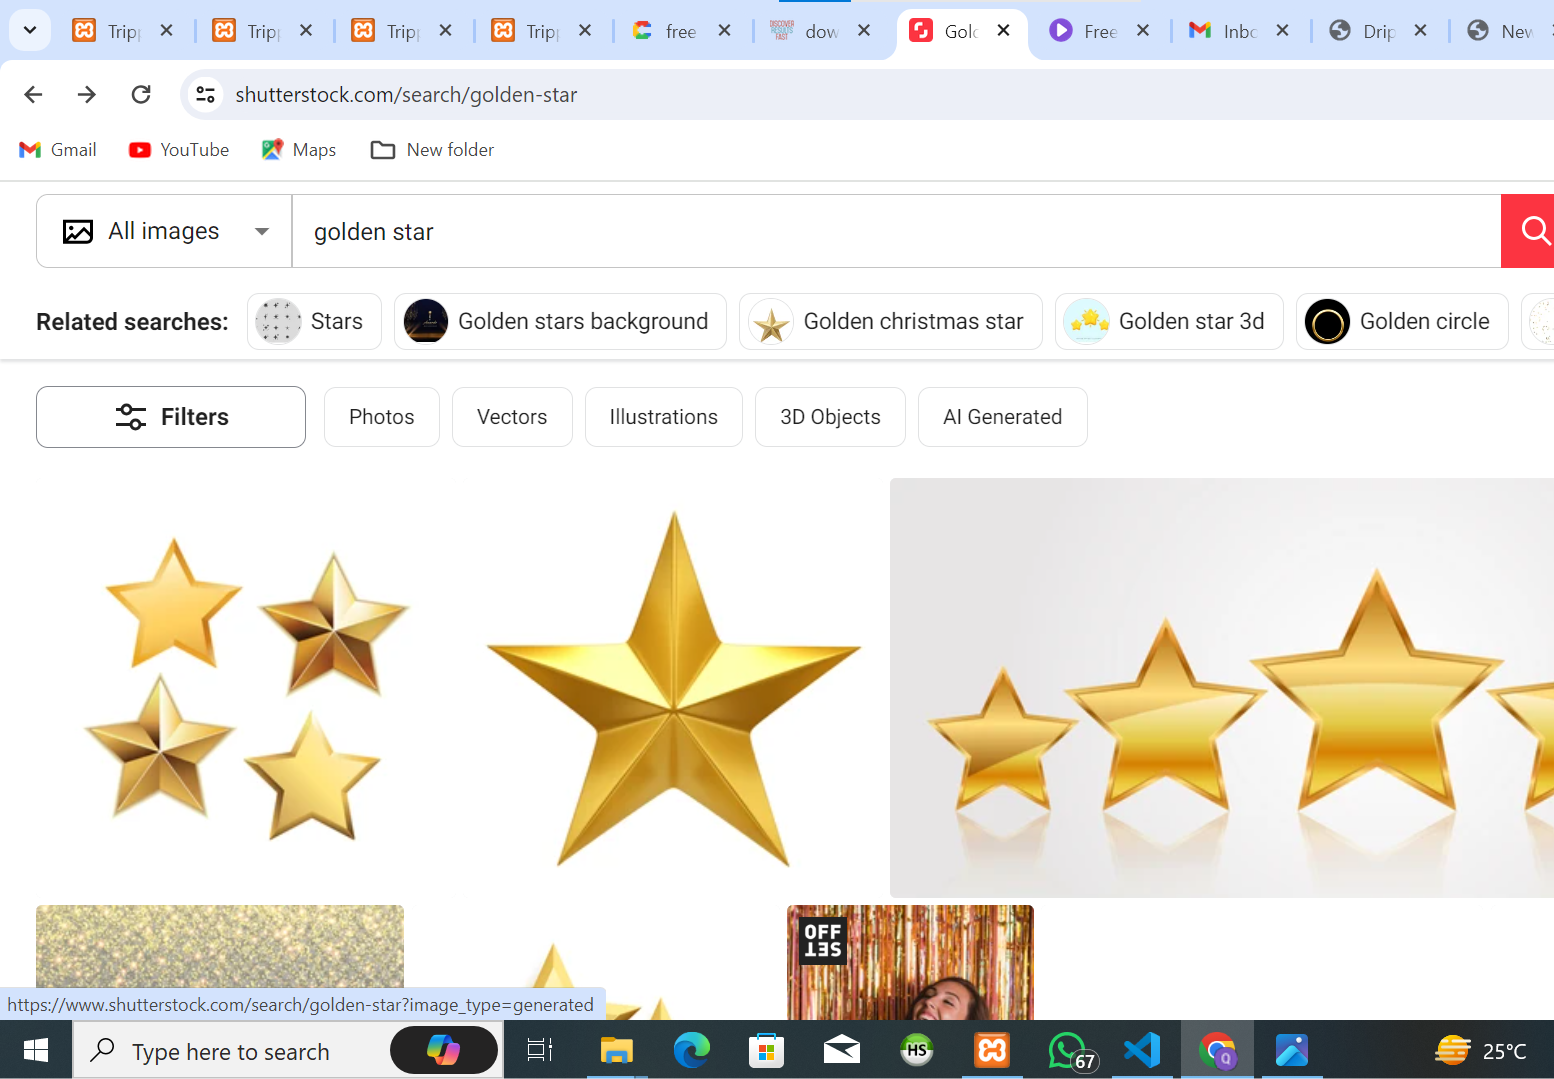 Tripp Tripp Tripp Tripp free dow Gold Free Inbo Drip New
shutterstock.com/search/golden-star
Gmail YouTube Maps New folder
All images golden star
Related searches: Stars Golden stars background Golden christmas star Golden star 3d Golden circle
Filters Photos Vectors Illustrations 3D Objects AI Generated
OFF
SET
https://www.shutterstock.com/search/golden-star?image_type=generated
Type here to search HS 67 Q 25°C